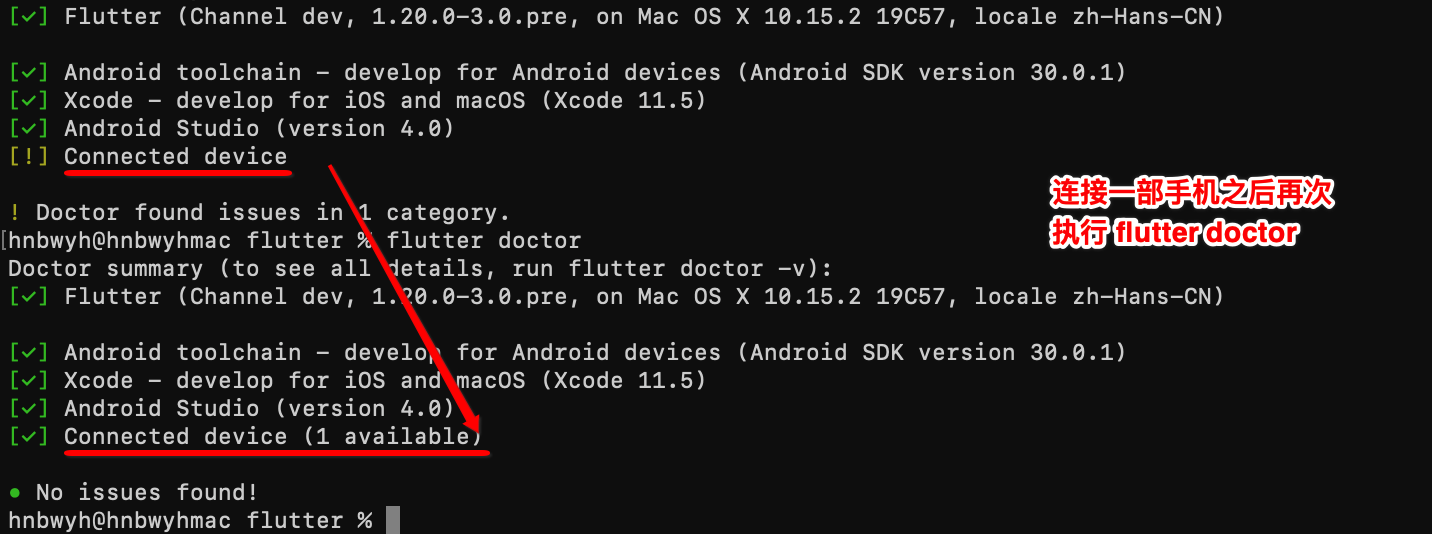 [✓] Flutter (Channel dev, 1.20.0-3.0.pre, on Mac OS X 10.15.2 19C57, locale zh-Hans-CN)
[✓] Android toolchain - develop for Android devices (Android SDK version 30.0.1)
[✓] Xcode - develop for iOS and macOS (Xcode 11.5)
[✓] Android Studio (version 4.0)
[!] Connected device
连接一部手机之后再次
执行 flutter doctor
! Doctor found issues in 1 category.
[hnbwyh@hnbwyhmac flutter % flutter doctor
Doctor summary (to see all details, run flutter doctor -v):
[✓] Flutter (Channel dev, 1.20.0-3.0.pre, on Mac OS X 10.15.2 19C57, locale zh-Hans-CN)
[✓] Android toolchain - develop for Android devices (Android SDK version 30.0.1)
[✓] Xcode - develop for iOS and macOS (Xcode 11.5)
[✓] Android Studio (version 4.0)
[✓] Connected device (1 available)
• No issues found!
hnbwyh@hnbwyhmac flutter %